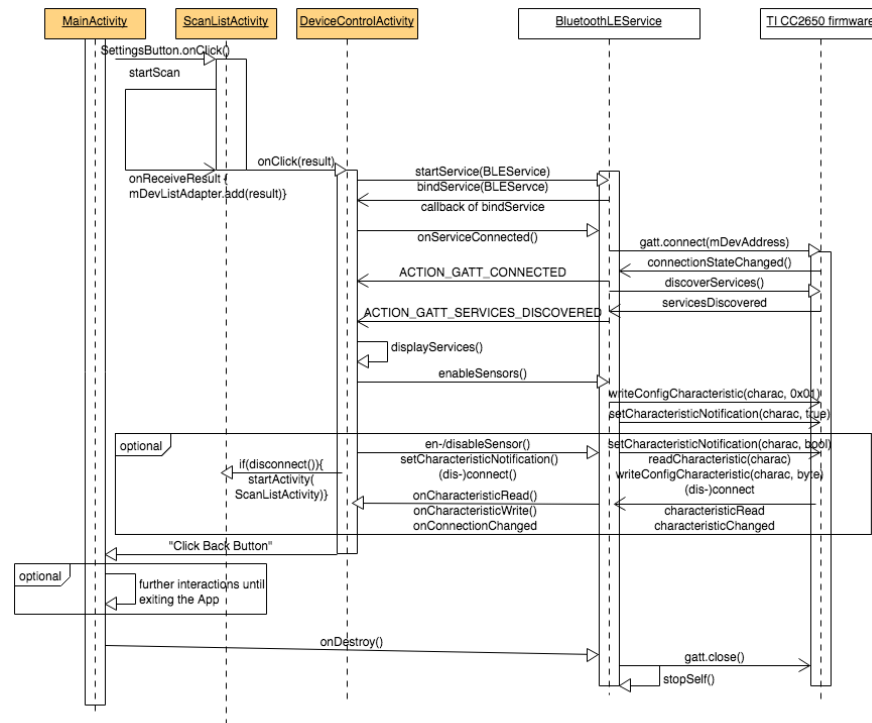 MainActivity
ScanListActivity
DeviceControlActivity
BluetoothLEService
TI CC2650 firmware
SettingsButton.onClick()
startScan
onReceiveResult {
mDevListAdapter.add(result)}
onClick(result)
startService(BLEServce)
bindService(BLEServce)
callback of bindService
onServiceConnected()
gatt.connect(mDevAddress)
connectionStateChanged()
ACTION_GATT_CONNECTED
discoverServices()
servicesDiscovered
ACTION_GATT_SERVICES_DISCOVERED
displayServices()
enableSensors()
writeConfigCharacteristic(charac, 0x01)
setCharacteristicNotification(charac, true)
optional
en-/disableSensor()
setCharacteristicNotification()
(dis-)connect()
setCharacteristicNotification(charac, bool)
readCharacteristic(charac)
writeConfigCharacteristic(charac, byte)
(dis-)connect
if(disconnect()){
startActivity(
ScanListActivity)}
onCharacteristicRead()
onCharacteristicWrite()
onConnectionChanged
characteristicRead
characteristicChanged
"Click Back Button"
optional
further interactions until
exiting the App
onDestroy()
gatt.close()
stopSelf()